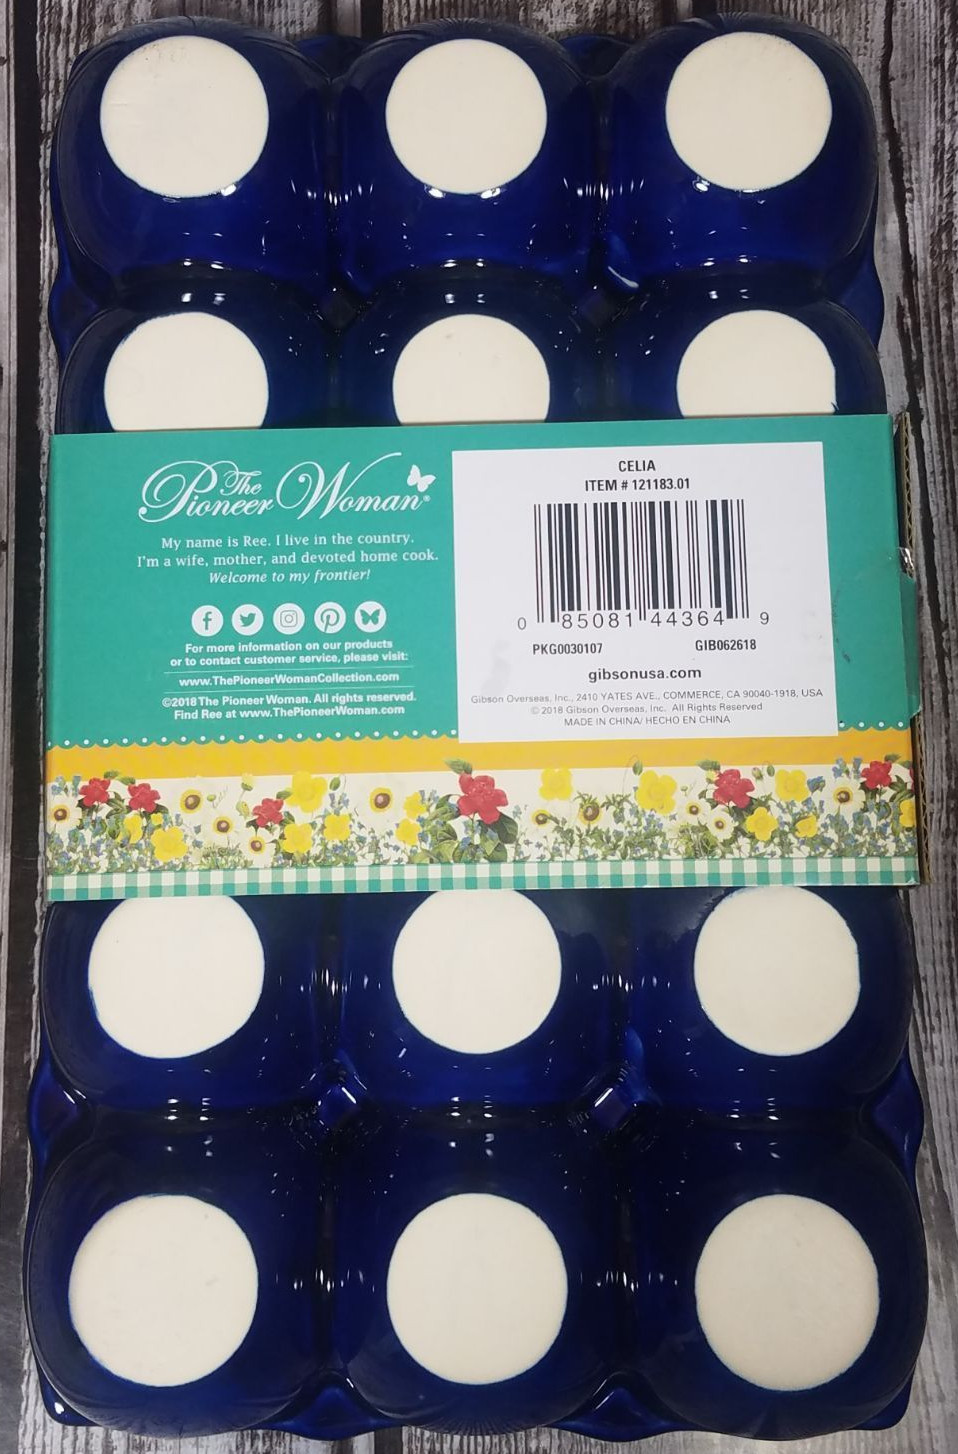 The
Pioneer Woman®
My name is Ree. I live in the country.
I'm a wife, mother, and devoted home cook.
Welcome to my frontier!
For more information on our products
or to contact customer service, please visit:
www.ThePioneerWomanCollection.com
©2018 The Pioneer Woman. All rights reserved.
Find Ree at www.ThePioneerWoman.com
CELIA
ITEM # 121183.01
0 85081 44364 9
PKG0030107 GIB062618
gibsonusa.com
Gibson Overseas, Inc., 2410 YATES AVE., COMMERCE, CA 90040-1918, USA
© 2018 Gibson Overseas, Inc. All Rights Reserved
MADE IN CHINA/ HECHO EN CHINA